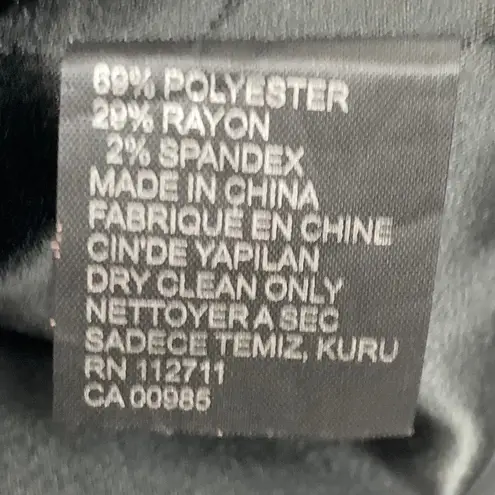 69% POLYESTER
29% RAYON
2% SPANDEX
MADE IN CHINA
FABRIQUE EN CHINE
CIN'DE YAPILAN
DRY CLEAN ONLY
NETTOYER A SEC
SADECE TEMIZ, KURU
RN 112711
CA 00985